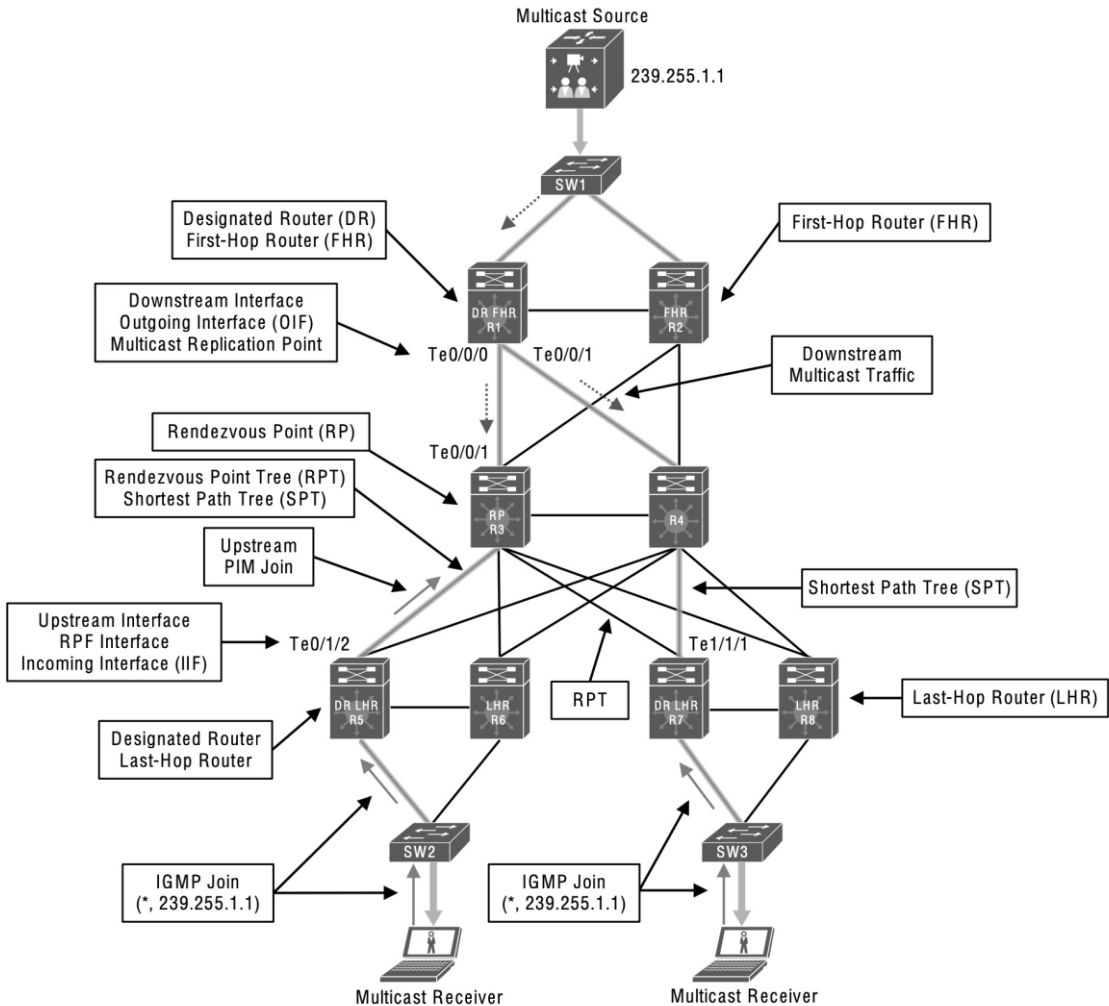 Multicast Source
239.255.1.1
SW1
Designated Router (DR)
First-Hop Router (FHR)
First-Hop Router (FHR)
DR FHR
R1
FHR
R2
Downstream Interface
Outgoing Interface (OIF)
Multicast Replication Point
Te0/0/0
Te0/0/1
Downstream
Multicast Traffic
Rendezvous Point (RP)
Te0/0/1
Rendezvous Point Tree (RPT)
Shortest Path Tree (SPT)
RP
R3
R4
Upstream
PIM Join
Shortest Path Tree (SPT)
Upstream Interface
RPF Interface
Incoming Interface (IIF)
Te0/1/2
Te1/1/1
DR LHR
R5
LHR
R6
RPT
DR LHR
R7
LHR
R8
Last-Hop Router (LHR)
Designated Router
Last-Hop Router
SW2
SW3
IGMP Join
(*, 239.255.1.1)
IGMP Join
(*, 239.255.1.1)
Multicast Receiver
Multicast Receiver